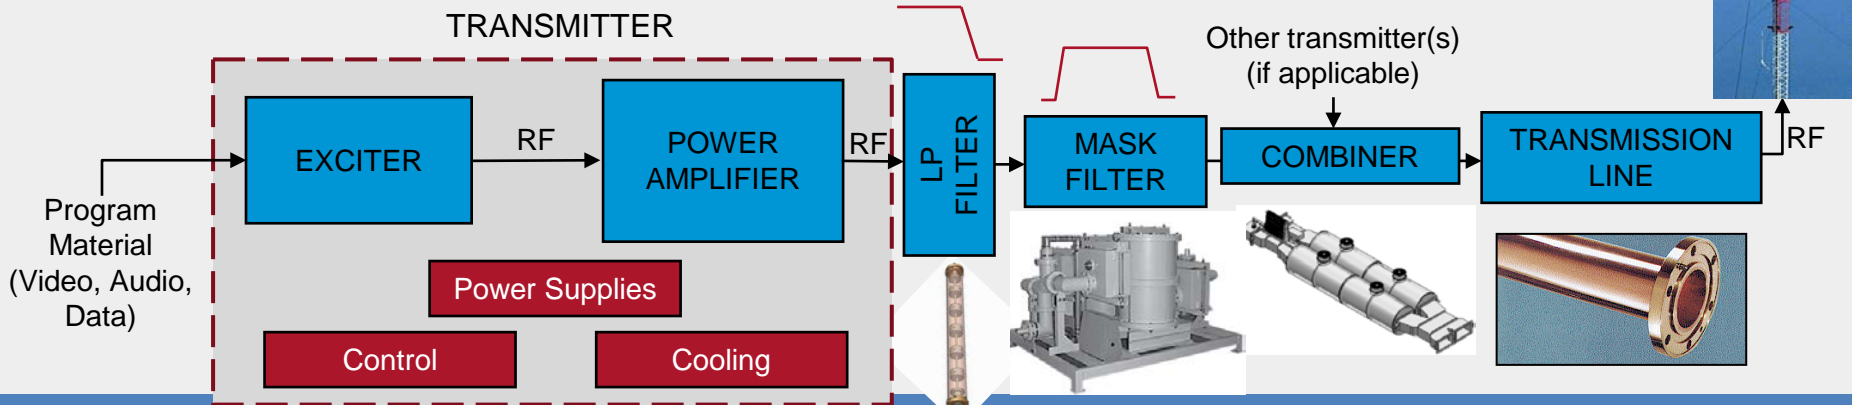 TRANSMITTER
Program
Material
(Video, Audio,
Data)
EXCITER
RF
POWER
AMPLIFIER
RF
Power Supplies
Control
Cooling
LP
FILTER
MASK
FILTER
Other transmitter(s)
(if applicable)
COMBINER
TRANSMISSION
LINE
RF